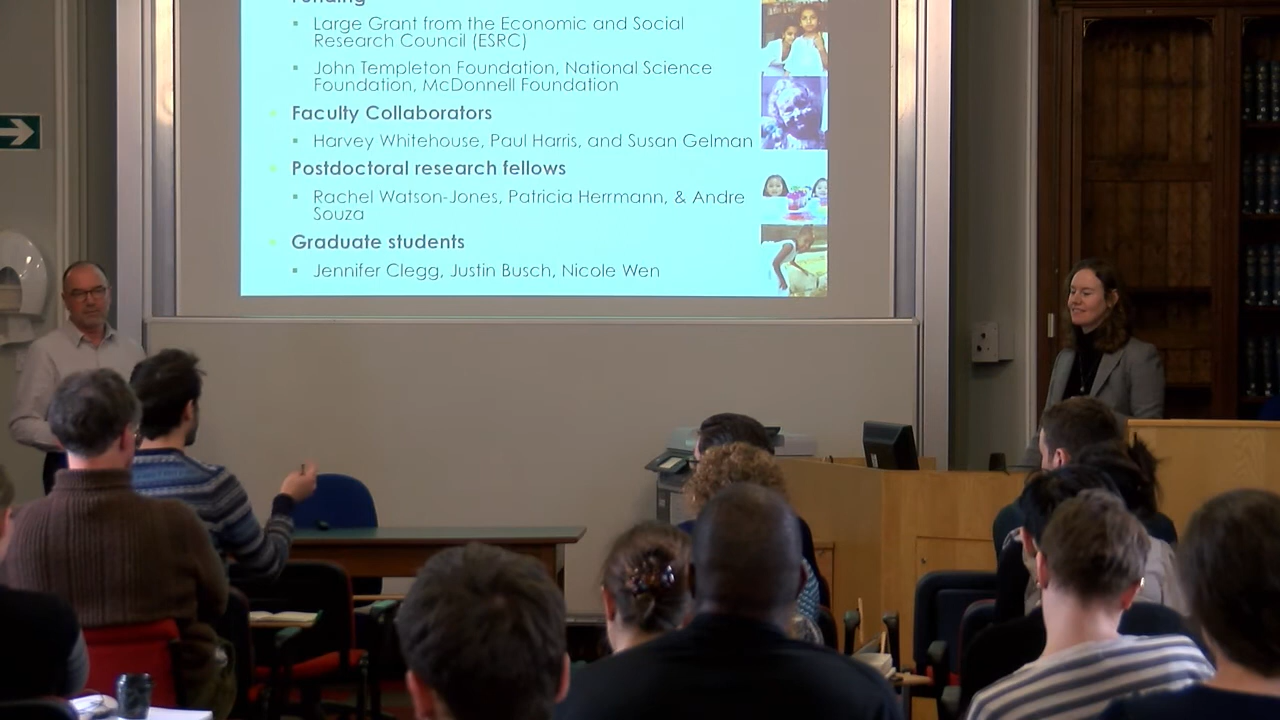 Funding
Large Grant from the Economic and Social
Research Council (ESRC)
John Templeton Foundation, National Science
Foundation, McDonnell Foundation
Faculty Collaborators
Harvey Whitehouse, Paul Harris, and Susan Gelman
Postdoctoral research fellows
Rachel Watson-Jones, Patricia Herrmann, & Andre
Souza
Graduate students
Jennifer Clegg, Justin Busch, Nicole Wen